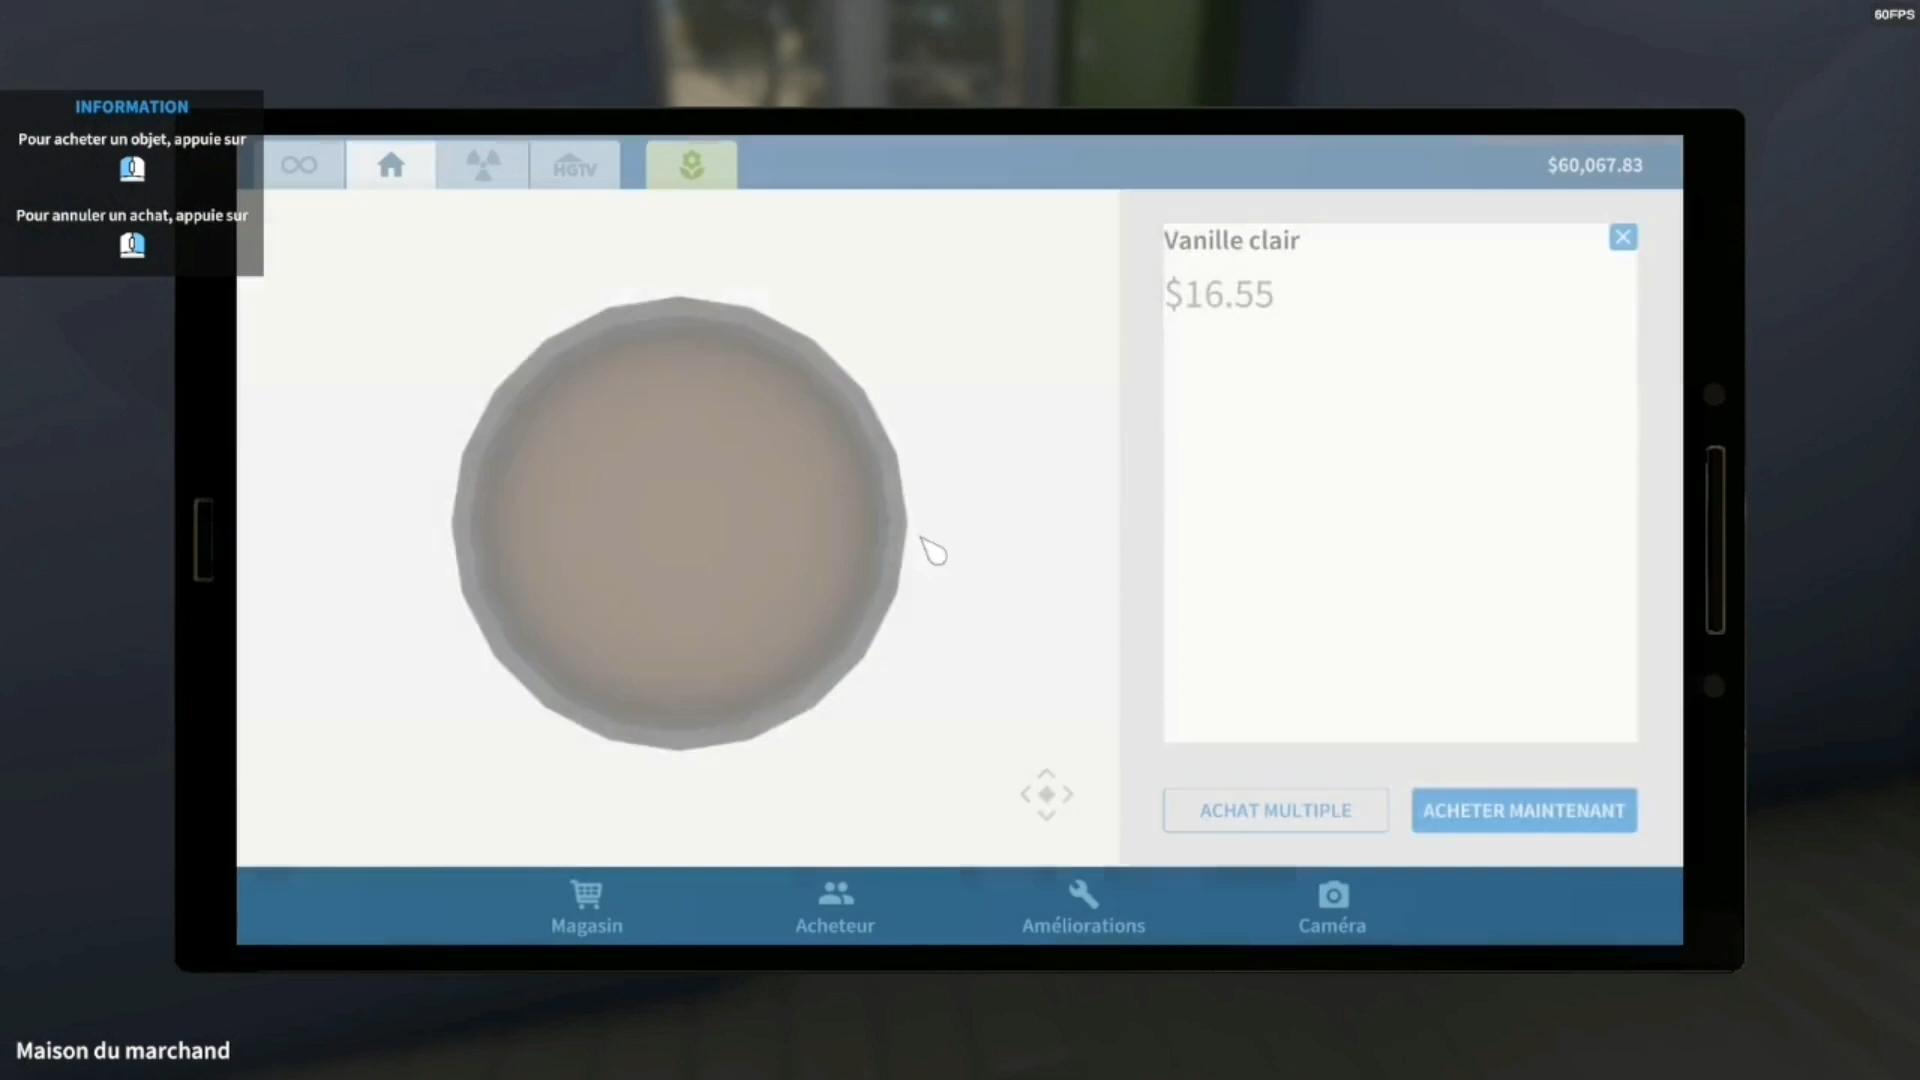 60FPS
INFORMATION
Pour acheter un objet, appuie sur
Pour annuler un achat, appuie sur
HGTV
$60,067.83
Vanille clair
$16.55
ACHAT MULTIPLE
ACHETER MAINTENANT
Magasin
Acheteur
Améliorations
Caméra
Maison du marchand